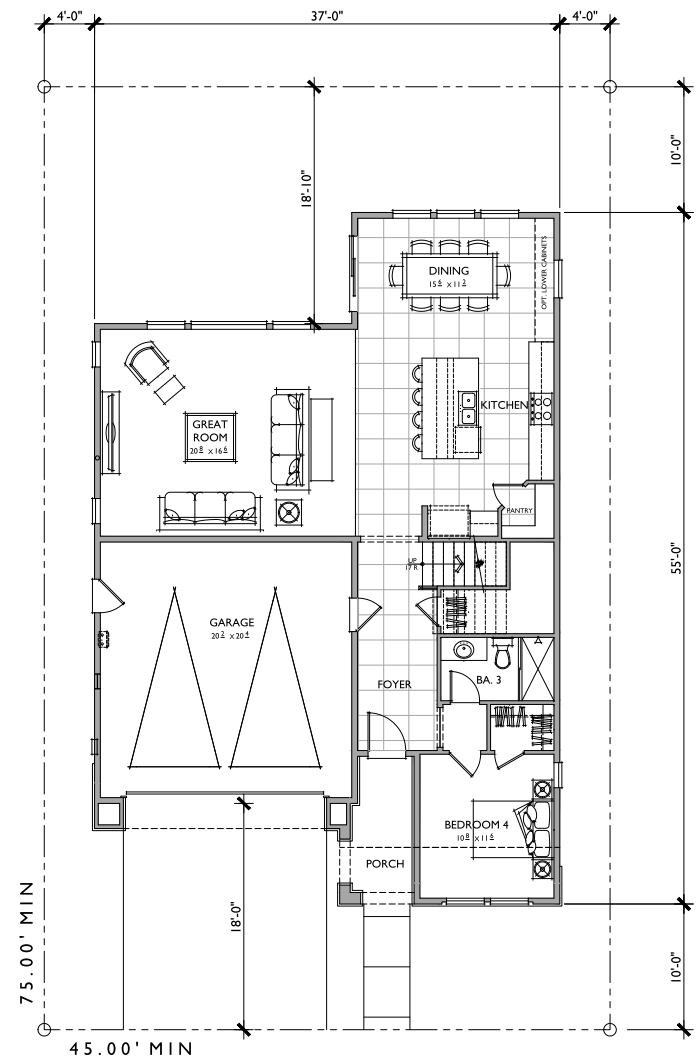 4'-0"
37'-0"
4'-0"
10'-0"
18'-10"
DINING
15⁶ x 11³
OPT. LOWER CABINETS
KITCHEN
GREAT
ROOM
20⁸ x 16⁶
PANTRY
UP
17 R
GARAGE
20² x 20⁴
55'-0"
FOYER
BA. 3
BEDROOM 4
10⁸ x 11⁶
PORCH
18'-0"
10'-0"
75.00' MIN
45.00' MIN